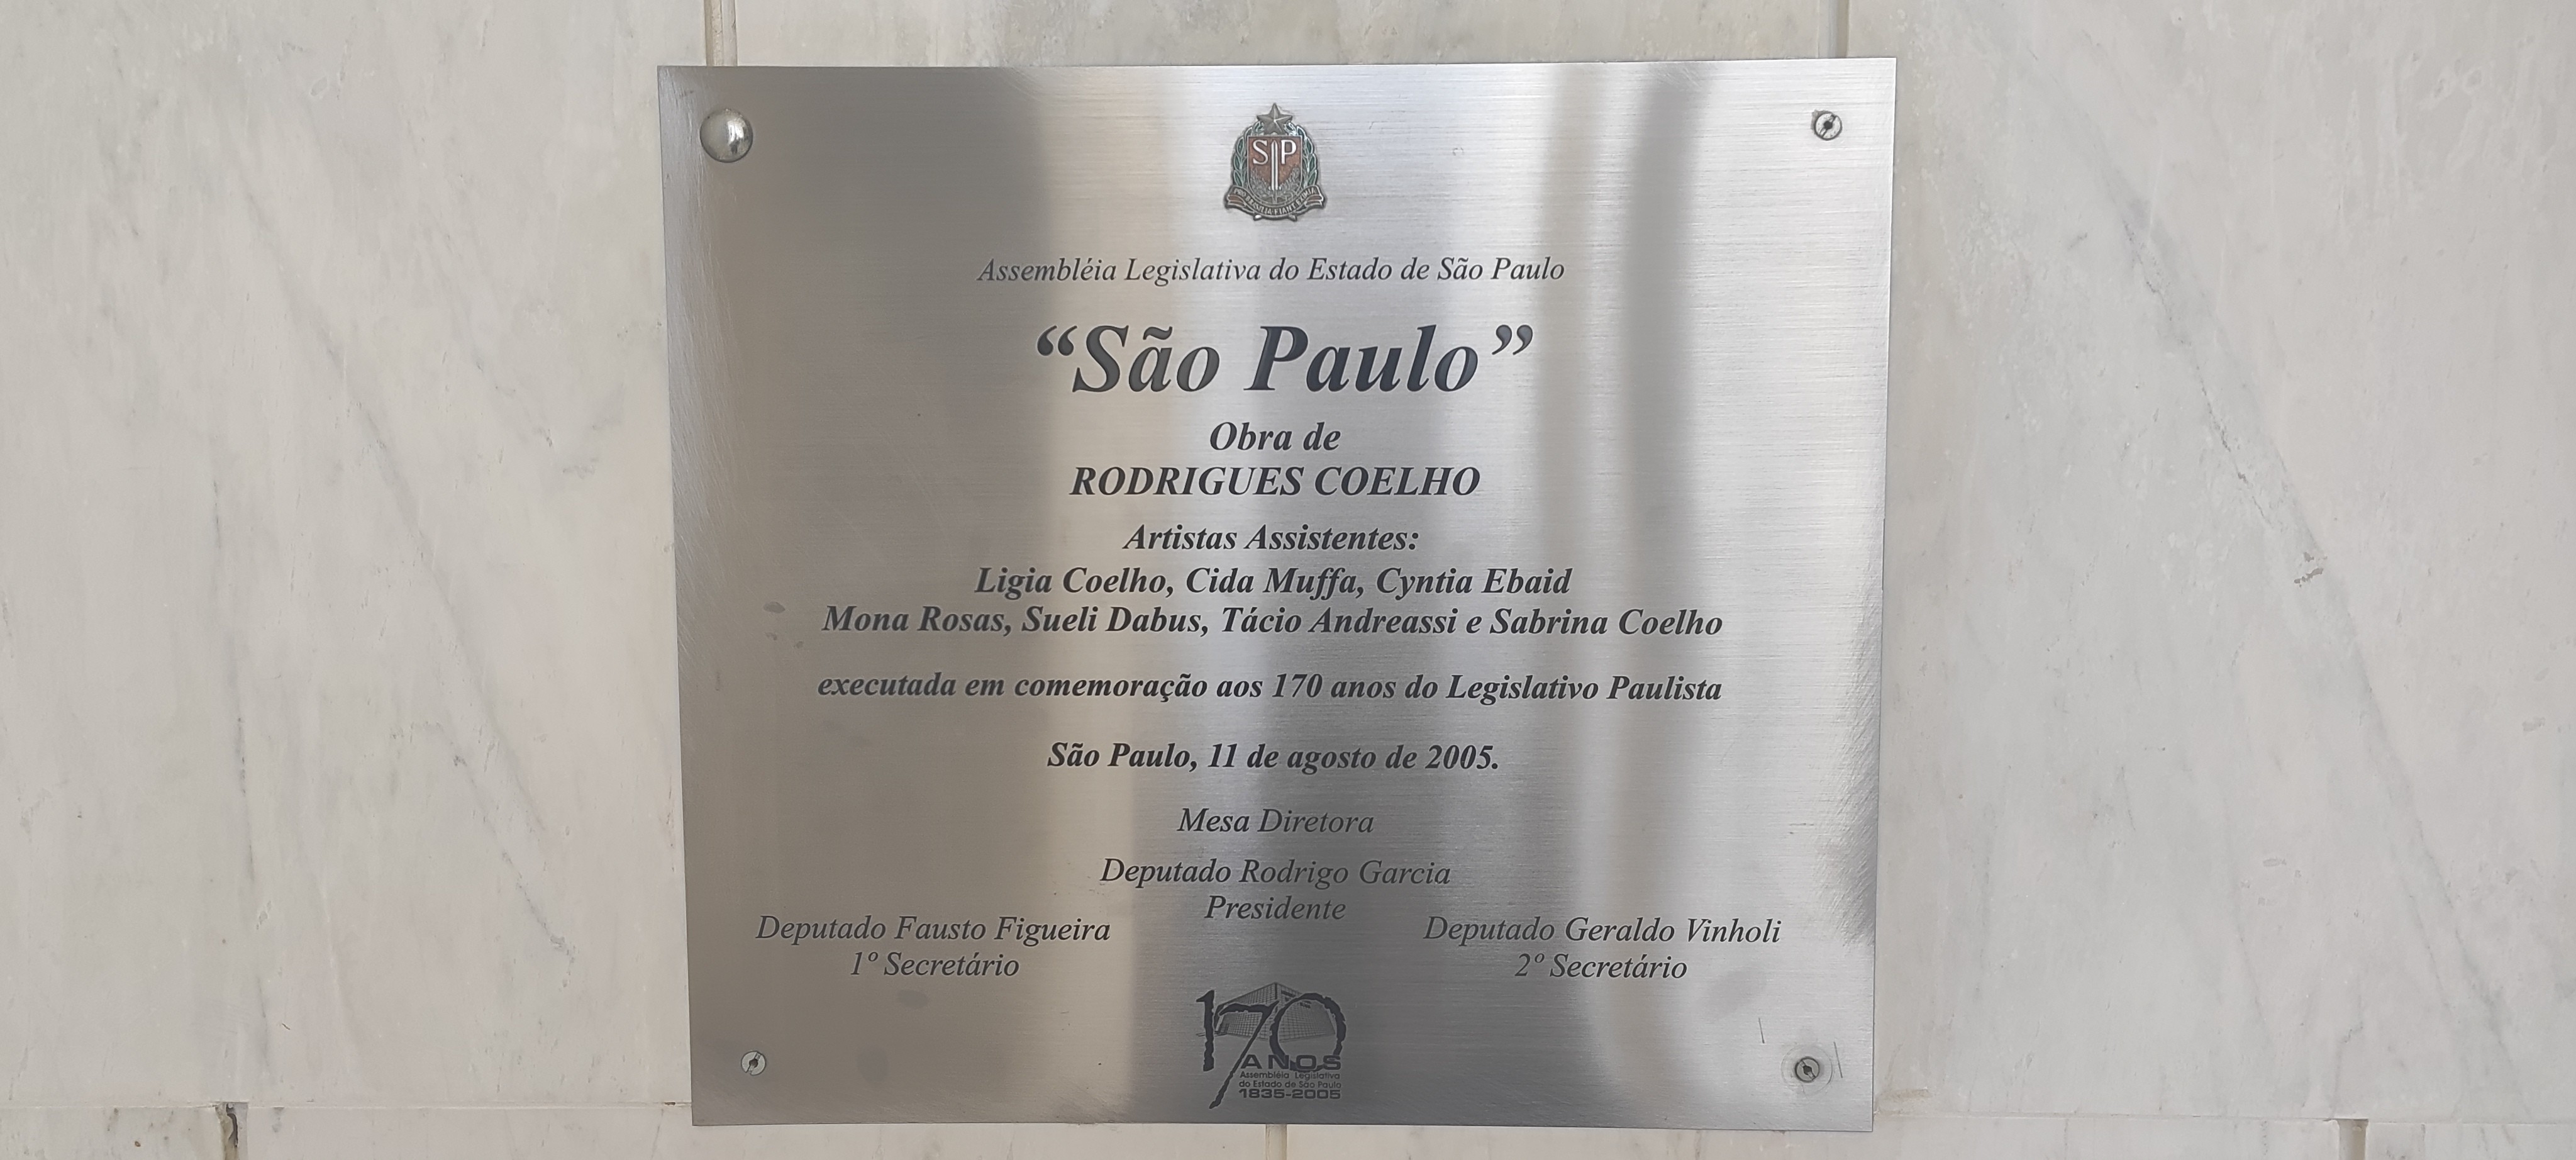 SP
Assembléia Legislativa do Estado de São Paulo
“São Paulo”
Obra de
RODRIGUES COELHO
Artistas Assistentes:
Ligia Coelho, Cida Muffa, Cyntia Ebaid
Mona Rosas, Sueli Dabus, Tácio Andreassi e Sabrina Coelho
executada em comemoração aos 170 anos do Legislativo Paulista
São Paulo, 11 de agosto de 2005.
Mesa Diretora
Deputado Rodrigo Garcia
Presidente
Deputado Fausto Figueira
1º Secretário
Deputado Geraldo Vinholi
2º Secretário
170
ANOS
Assembléia Legislativa
do Estado de São Paulo
1835-2005